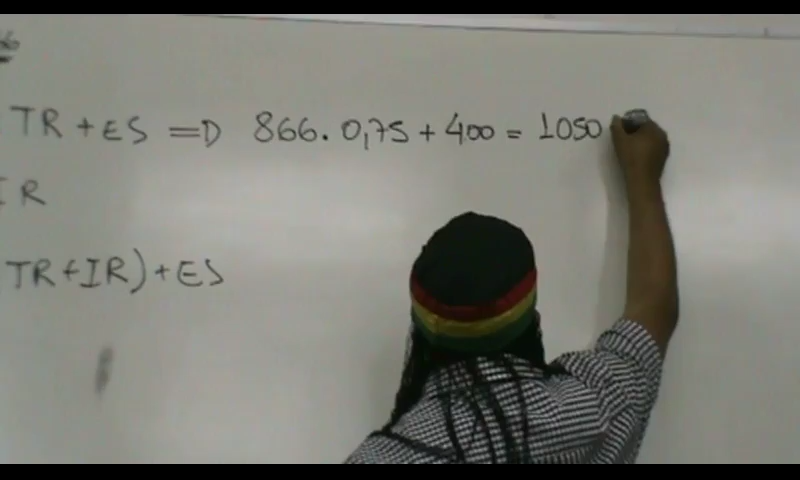 TR + ES => 866. 0,75 + 400 = 1050
IR
TR + IR) + ES